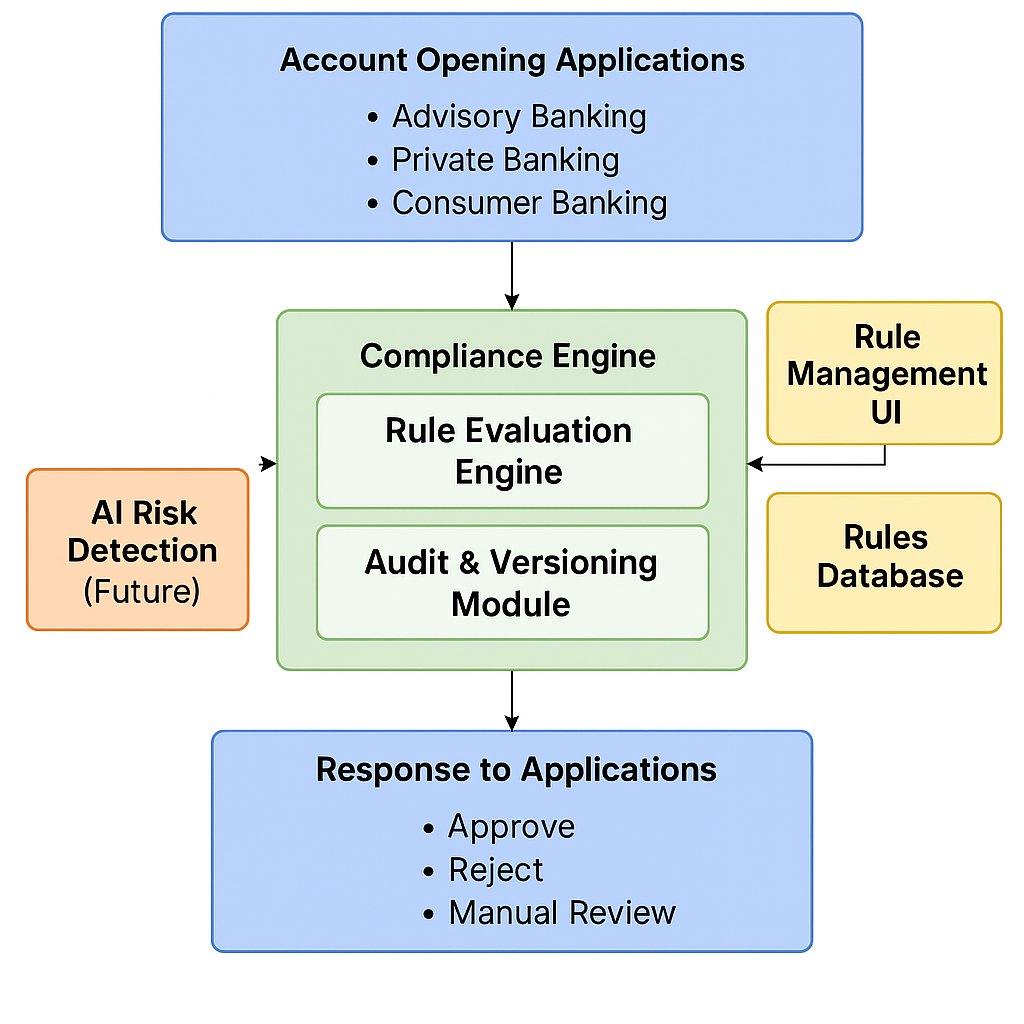 Account Opening Applications
• Advisory Banking
• Private Banking
• Consumer Banking
Compliance Engine
Rule Evaluation
Engine
Audit & Versioning
Module
Rule
Management
UI
Rules
Database
AI Risk
Detection
(Future)
Response to Applications
• Approve
• Reject
• Manual Review